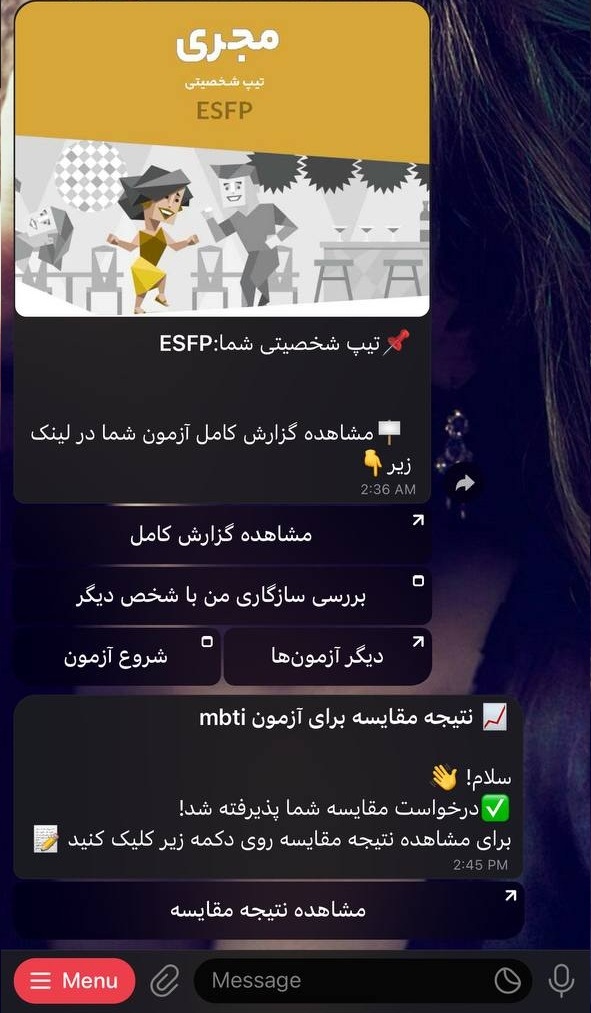 مجری
تیپ شخصیتی
ESFP
📌تیپ شخصیتی شما:ESFP
🪧مشاهده گزارش کامل آزمون شما در لینک
زیر👇
2:36 AM
مشاهده گزارش کامل
بررسی سازگاری من با شخص دیگر
دیگر آزمون‌ها
شروع آزمون
📈 نتیجه مقایسه برای آزمون mbti
سلام! 👋
✅درخواست مقایسه شما پذیرفته شد!
برای مشاهده نتیجه مقایسه روی دکمه زیر کلیک کنید 📝
2:45 PM
مشاهده نتیجه مقایسه
Menu
Message